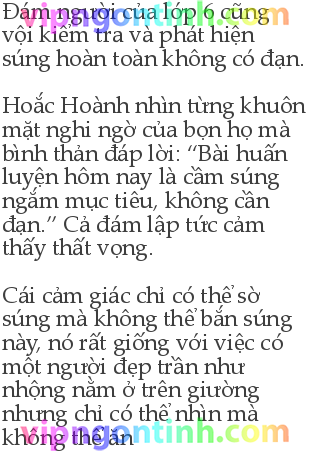 Đám người của lớp 6 cũng
vội kiểm tra và phát hiện
súng hoàn toàn không có đạn.
Hoắc Hoành nhìn từng khuôn
mặt nghi ngờ của bọn họ mà
bình thản đáp lời: “Bài huấn
luyện hôm nay là cầm súng
ngắm mục tiêu, không cần
đạn.” Cả đám lập tức cảm
thấy thất vọng.
Cái cảm giác chỉ có thể sờ
súng mà không thể bắn súng
này, nó rất giống với việc có
một người đẹp trần như
nhộng nằm ở trên giường
nhưng chỉ có thể nhìn mà
không thể ăn
vipngontinh.com
vipngontinh.com